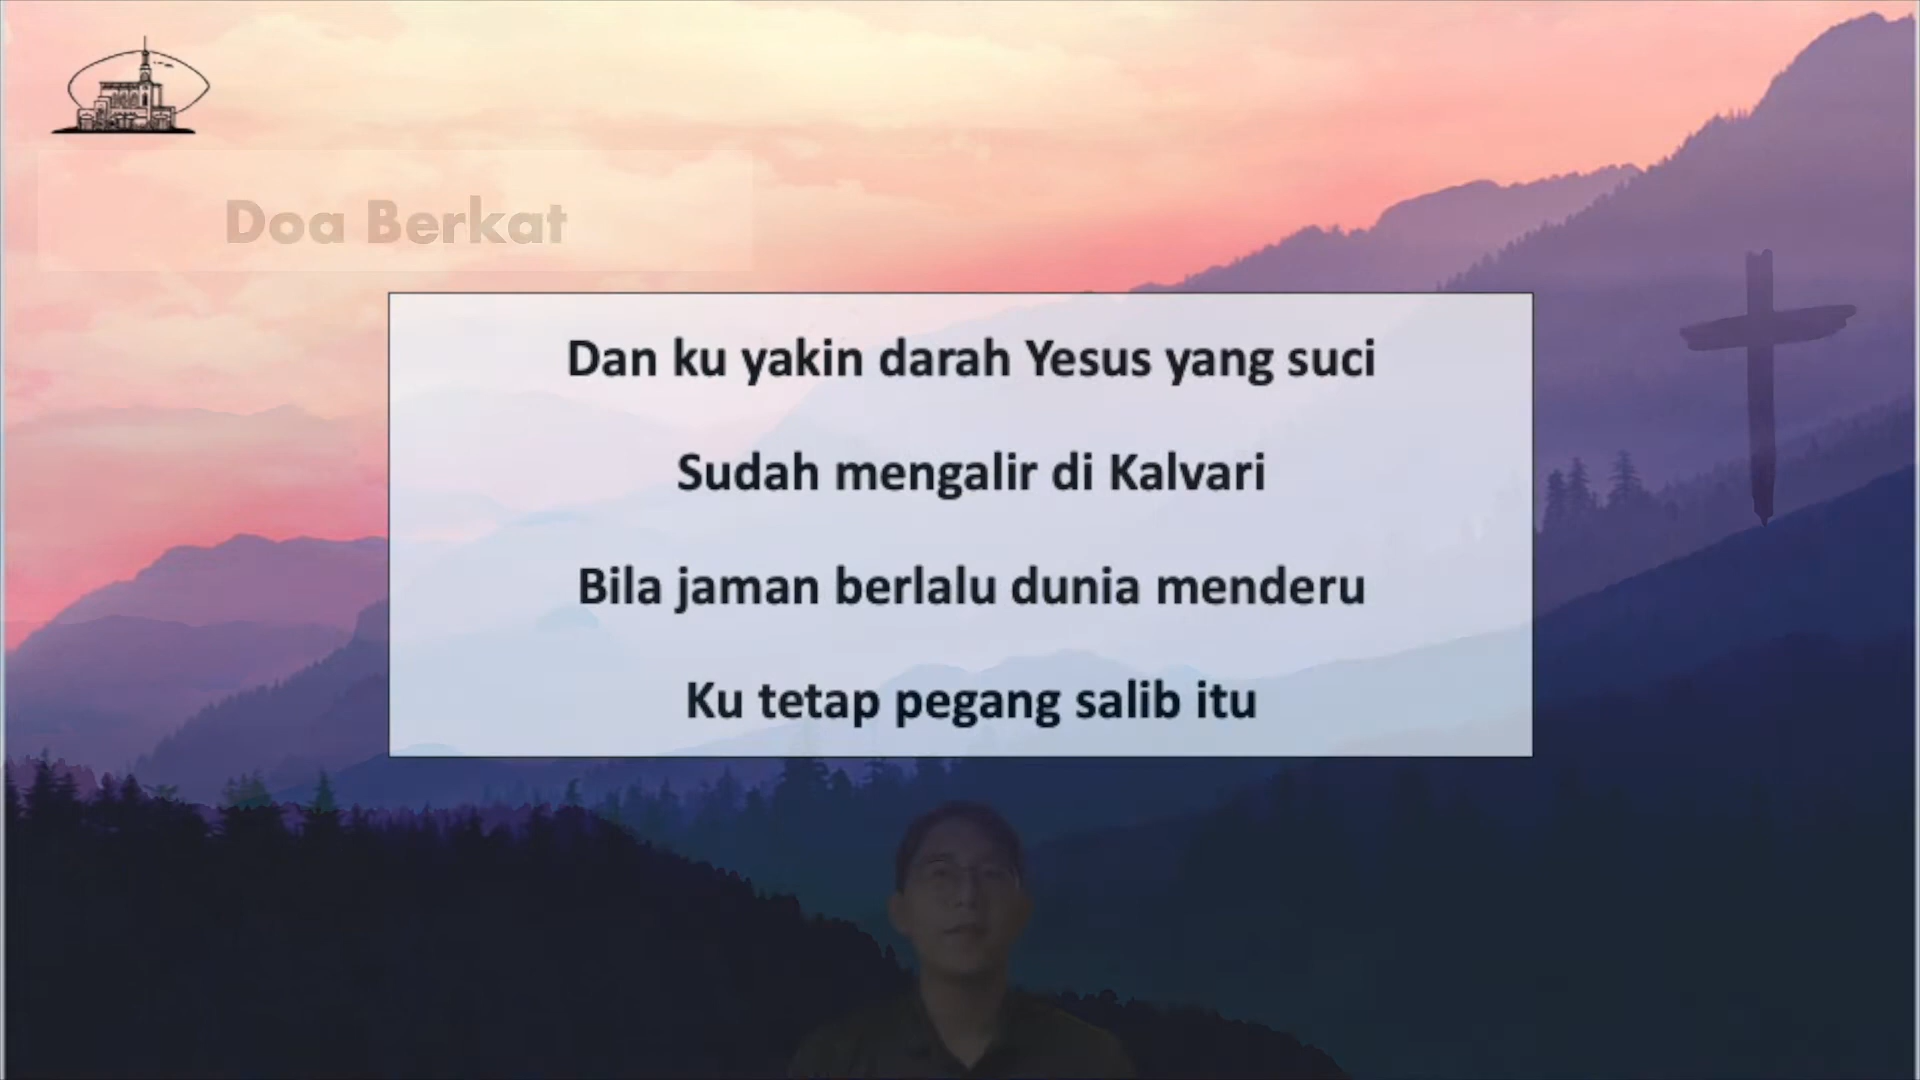 Doa Berkat
Dan ku yakin darah Yesus yang suci
Sudah mengalir di Kalvari
Bila jaman berlalu dunia menderu
Ku tetap pegang salib itu